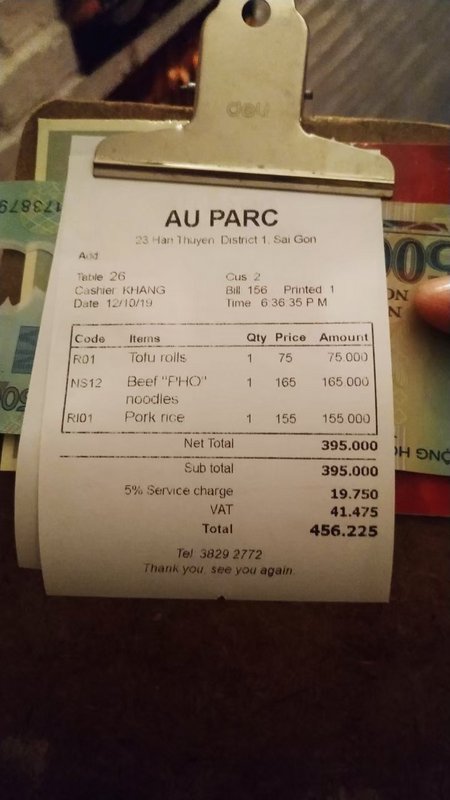 deli
AU PARC
23 Han Thuyen District 1, Sai Gon
Add
Table 26 Cus 2
Cashier KHANG Bill 156 Printed 1
Date 12/10/19 Time 6:36:35 PM
Code Items Qty Price Amount
R01 Tofu rolls 1 75 75.000
NS12 Beef "PHO" noodles 1 165 165.000
RI01 Pork rice 1 155 155.000
Net Total 395.000
Sub total 395.000
5% Service charge 19.750
VAT 41.475
Total 456.225
Tel: 3829 2772
Thank you, see you again.